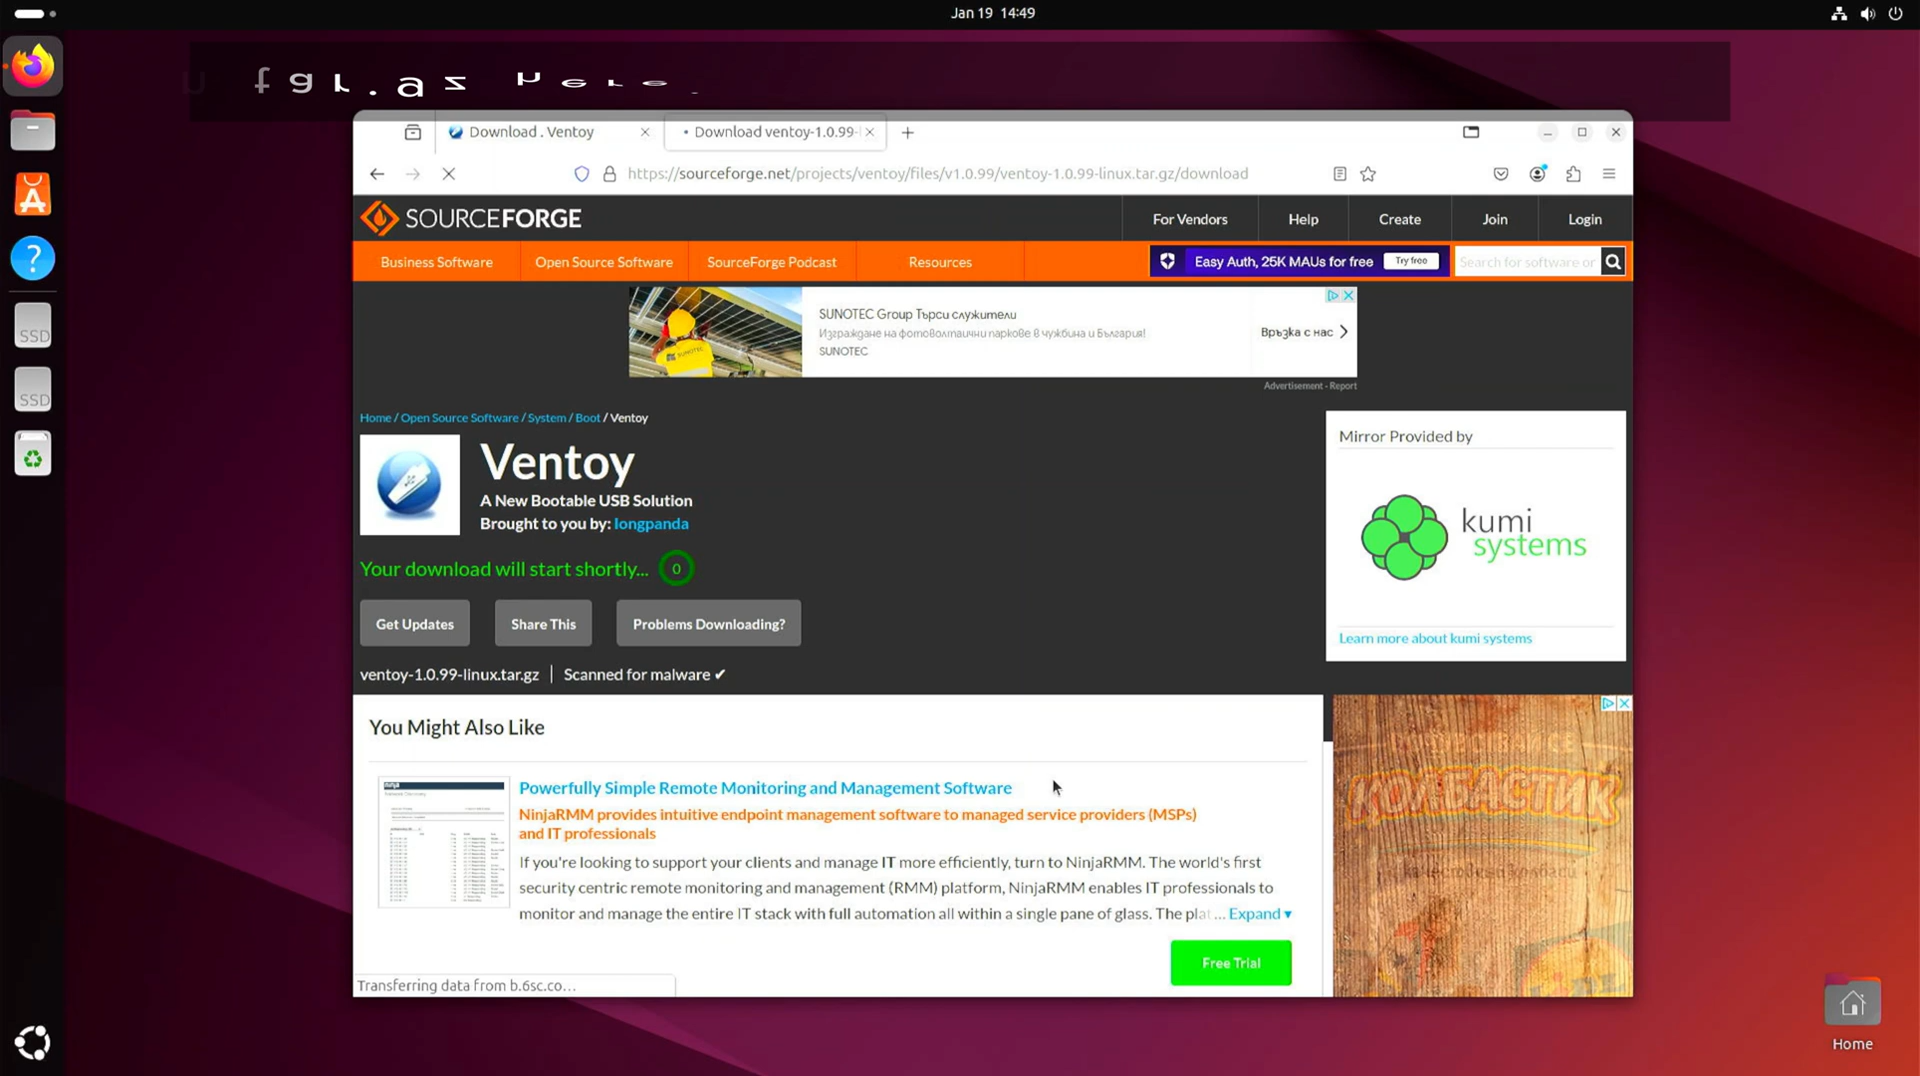 Jan 19 14:49
Download . Ventoy
Download ventoy-1.0.99-
https://sourceforge.net/projects/ventoy/files/v1.0.99/ventoy-1.0.99-linux.tar.gz/download
SOURCEFORGE
For Vendors
Help
Create
Join
Login
Business Software
Open Source Software
SourceForge Podcast
Resources
Easy Auth, 25K MAUs for free
Try free
Search for software or
SUNOTEC Group Търси служители
Изграждане на фотоволтаични паркове в чужбина и България!
SUNOTEC
Връзка с нас
Advertisement - Report
Home / Open Source Software / System / Boot / Ventoy
Ventoy
A New Bootable USB Solution
Brought to you by: longpanda
Mirror Provided by
kumi
systems
Learn more about kumi systems
Your download will start shortly... 0
Get Updates
Share This
Problems Downloading?
ventoy-1.0.99-linux.tar.gz | Scanned for malware ✔
You Might Also Like
Powerfully Simple Remote Monitoring and Management Software
NinjaRMM provides intuitive endpoint management software to managed service providers (MSPs)
and IT professionals
If you're looking to support your clients and manage IT more efficiently, turn to NinjaRMM. The world's first
security centric remote monitoring and management (RMM) platform, NinjaRMM enables IT professionals to
monitor and manage the entire IT stack with full automation all within a single pane of glass. The plat... Expand ▾
Free Trial
КОЛБАСТИК
Transferring data from b.6sc.co...
SSD
SSD
Home